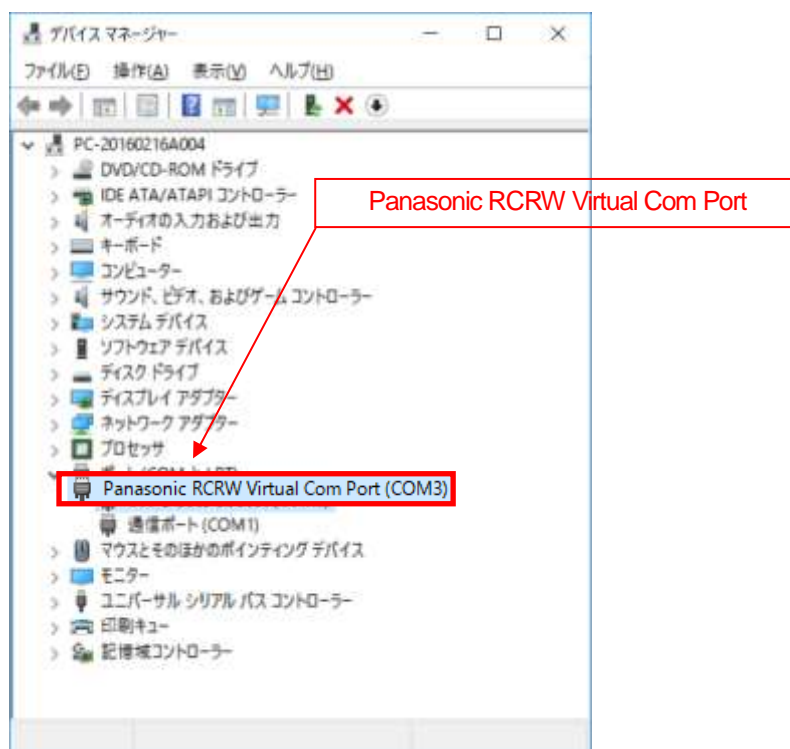 デバイス マネージャー
ファイル(F) 操作(A) 表示(V) ヘルプ(H)
PC-20160216A004
DVD/CD-ROM ドライブ
IDE ATA/ATAPI コントローラー
Panasonic RCRW Virtual Com Port
オーディオの入力および出力
キーボード
コンピューター
サウンド、ビデオ、およびゲーム コントローラー
システム デバイス
ソフトウェア デバイス
ディスク ドライブ
ディスプレイ アダプター
ネットワーク アダプター
プロセッサ
Panasonic RCRW Virtual Com Port (COM3)
通信ポート (COM1)
マウスとそのほかのポインティング デバイス
モニター
ユニバーサル シリアル バス コントローラー
印刷キュー
記憶域コントローラー